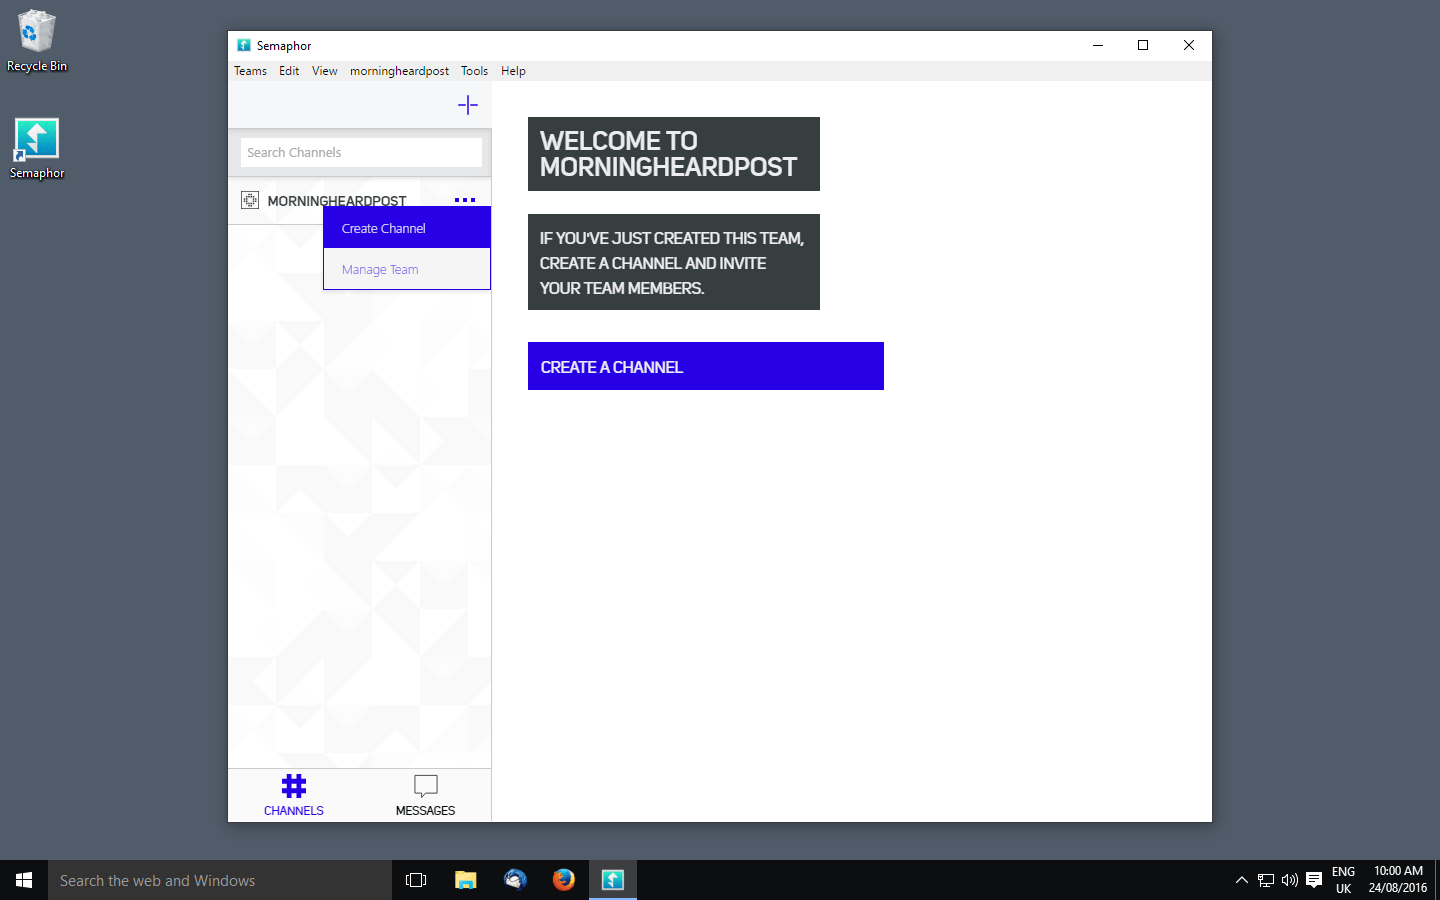 Recycle Bin
Semaphor
Semaphor
Teams Edit View morningheardpost Tools Help
Search Channels
MORNINGHEARDPOST
Create Channel
Manage Team
WELCOME TO
MORNINGHEARDPOST
IF YOU'VE JUST CREATED THIS TEAM,
CREATE A CHANNEL AND INVITE
YOUR TEAM MEMBERS.
CREATE A CHANNEL
CHANNELS MESSAGES
Search the web and Windows
ENG
UK
10:00 AM
24/08/2016